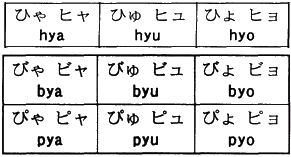 ひゃ ヒャ ひゅ ヒュ ひょ ヒョ
hya hyu hyo
びゃ ビャ びゅ ビュ びょ ビョ
bya byu byo
ぴゃ ピャ ぴゅ ピュ ぴょ ピョ
pya pyu pyo